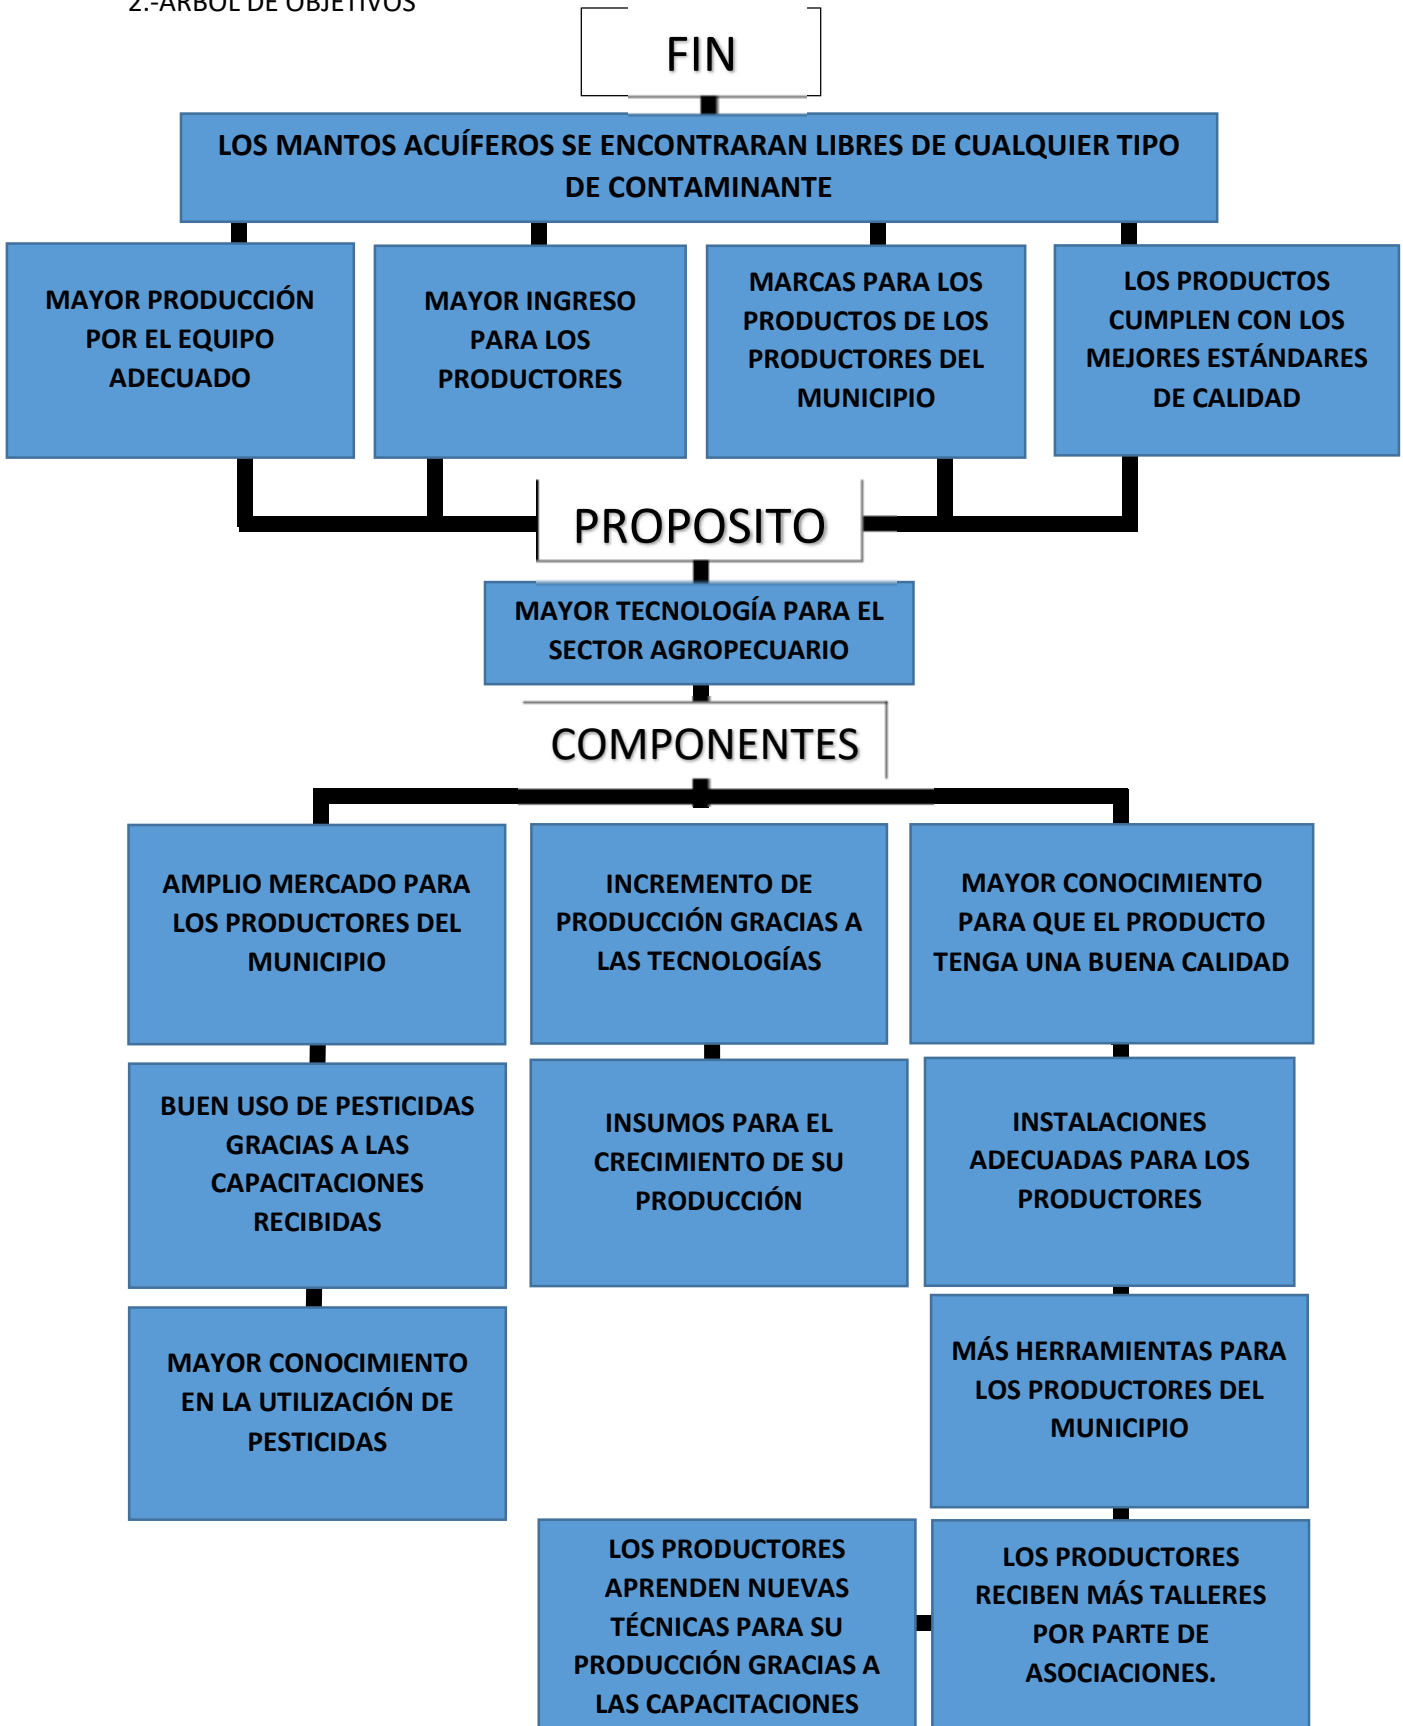 2.-ÁRBOL DE OBJETIVOS
FIN
LOS MANTOS ACUÍFEROS SE ENCONTRARAN LIBRES DE CUALQUIER TIPO
DE CONTAMINANTE
MAYOR PRODUCCIÓN
POR EL EQUIPO
ADECUADO
MAYOR INGRESO
PARA LOS
PRODUCTORES
MARCAS PARA LOS
PRODUCTOS DE LOS
PRODUCTORES DEL
MUNICIPIO
LOS PRODUCTOS
CUMPLEN CON LOS
MEJORES ESTÁNDARES
DE CALIDAD
PROPOSITO
MAYOR TECNOLOGÍA PARA EL
SECTOR AGROPECUARIO
COMPONENTES
AMPLIO MERCADO PARA
LOS PRODUCTORES DEL
MUNICIPIO
INCREMENTO DE
PRODUCCIÓN GRACIAS A
LAS TECNOLOGÍAS
MAYOR CONOCIMIENTO
PARA QUE EL PRODUCTO
TENGA UNA BUENA CALIDAD
BUEN USO DE PESTICIDAS
GRACIAS A LAS
CAPACITACIONES
RECIBIDAS
INSUMOS PARA EL
CRECIMIENTO DE SU
PRODUCCIÓN
INSTALACIONES
ADECUADAS PARA LOS
PRODUCTORES
MAYOR CONOCIMIENTO
EN LA UTILIZACIÓN DE
PESTICIDAS
MÁS HERRAMIENTAS PARA
LOS PRODUCTORES DEL
MUNICIPIO
LOS PRODUCTORES
APRENDEN NUEVAS
TÉCNICAS PARA SU
PRODUCCIÓN GRACIAS A
LAS CAPACITACIONES
LOS PRODUCTORES
RECIBEN MÁS TALLERES
POR PARTE DE
ASOCIACIONES.